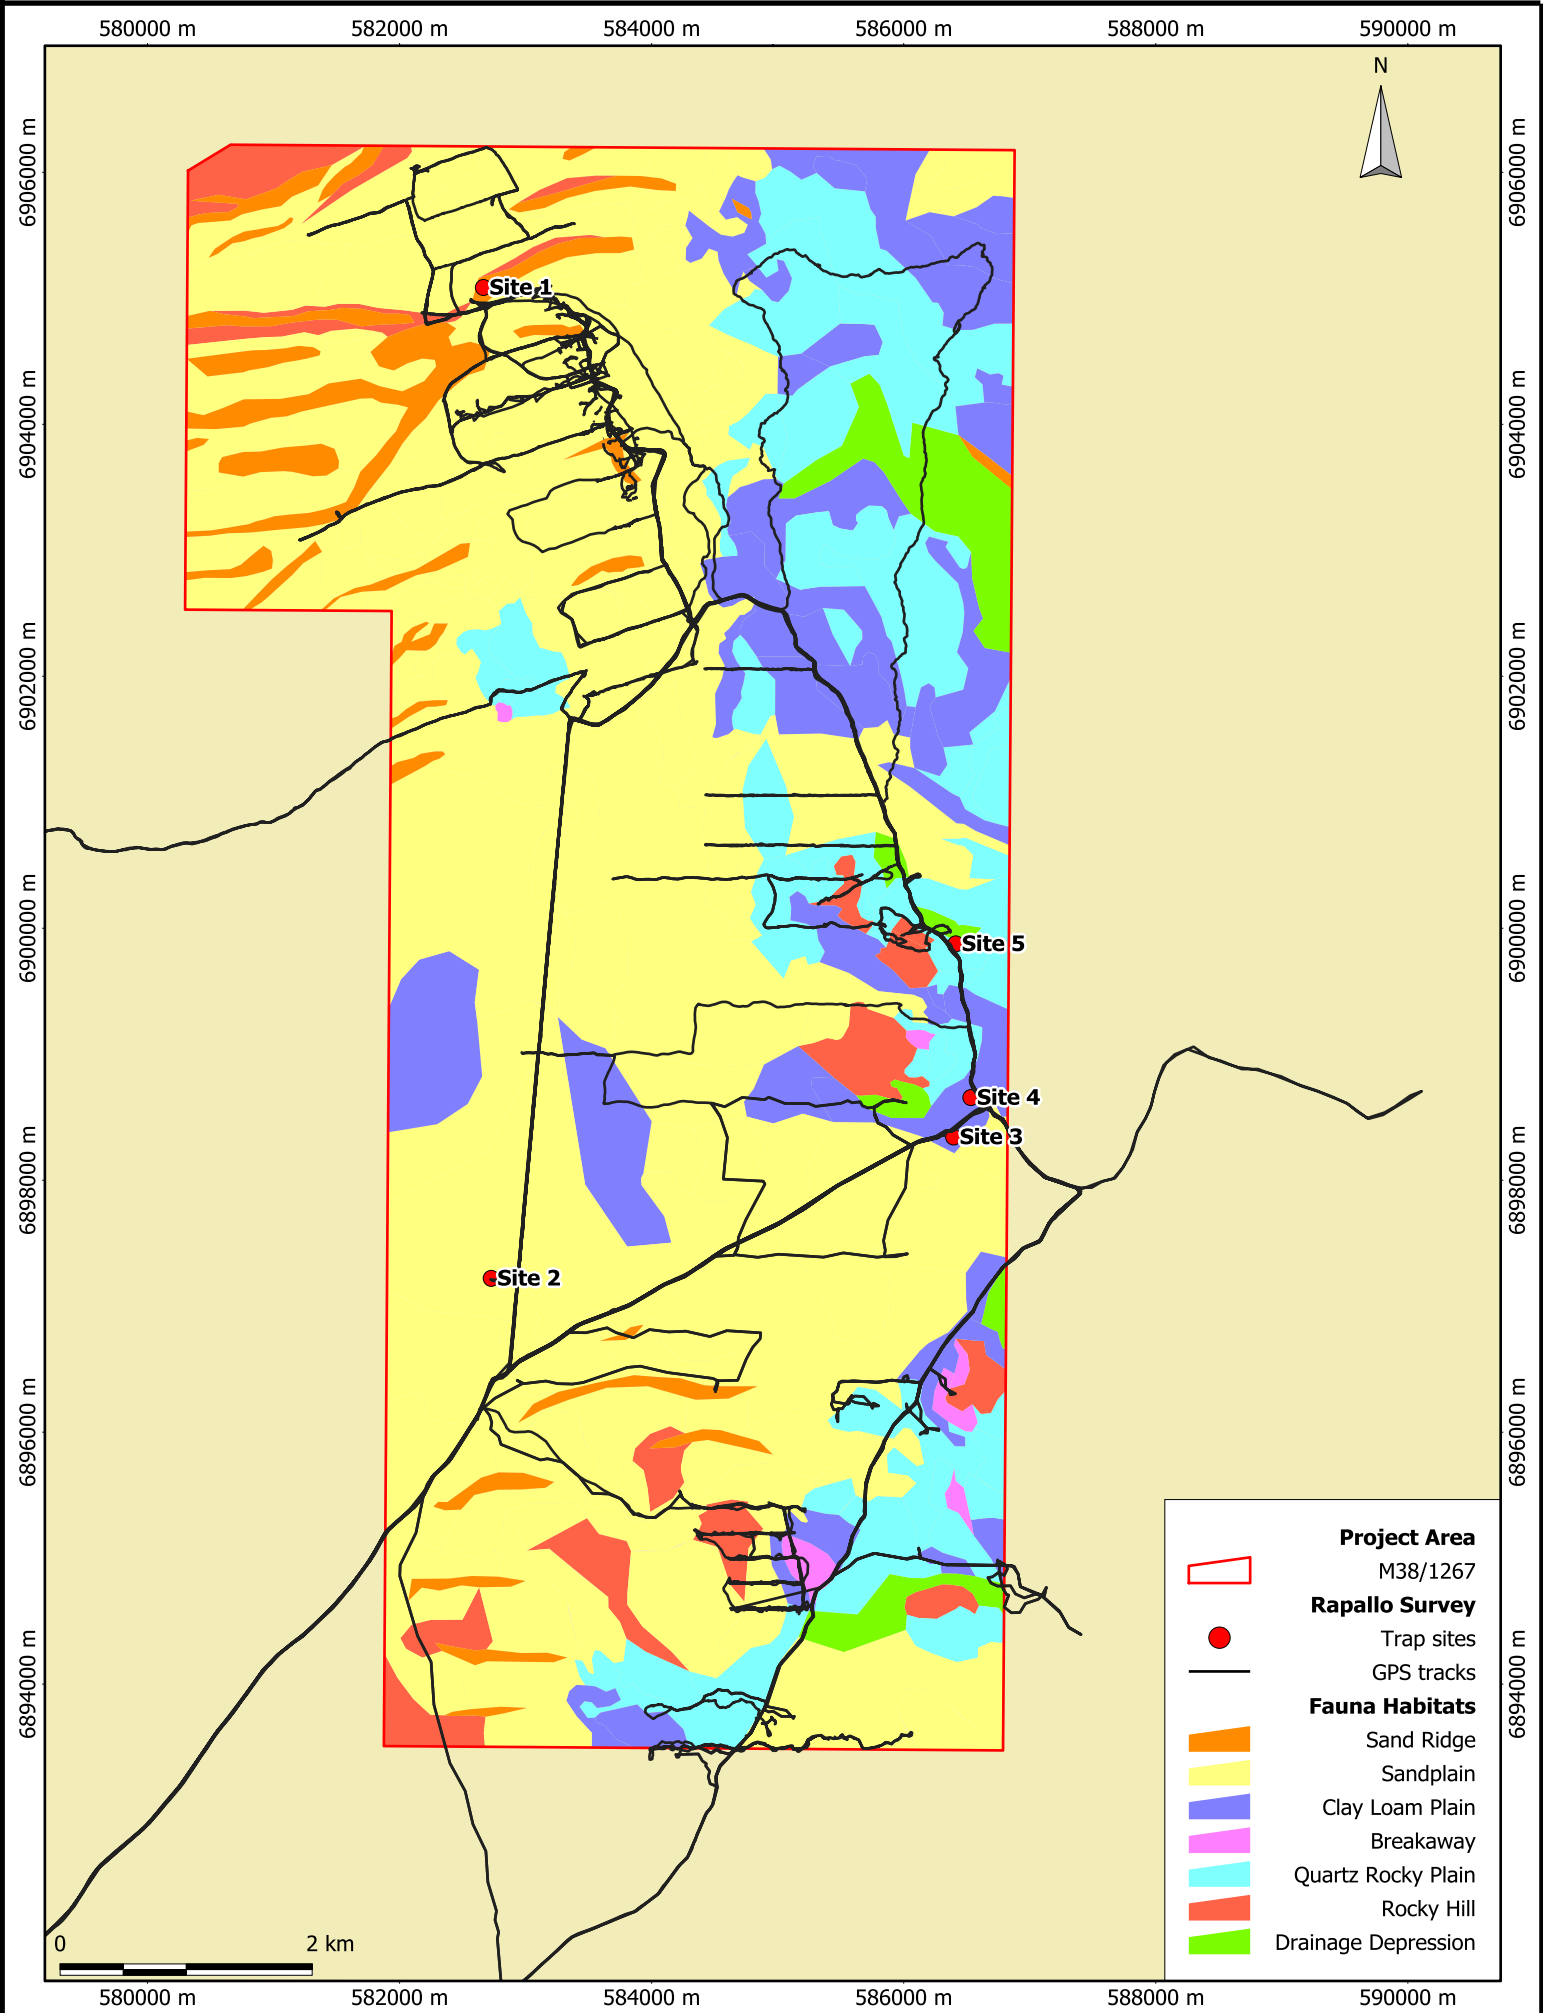 580000 m 582000 m 584000 m 586000 m 588000 m 590000 m
N
6906000 m 6906000 m
Site 1
6904000 m 6904000 m
6902000 m 6902000 m
6900000 m 6900000 m
Site 5
Site 4
Site 3
6898000 m 6898000 m
Site 2
6896000 m 6896000 m
6894000 m 6894000 m
Project Area
M38/1267
Rapallo Survey
Trap sites
GPS tracks
Fauna Habitats
Sand Ridge
Sandplain
Clay Loam Plain
Breakaway
Quartz Rocky Plain
Rocky Hill
Drainage Depression
0 2 km
580000 m 582000 m 584000 m 586000 m 588000 m 590000 m